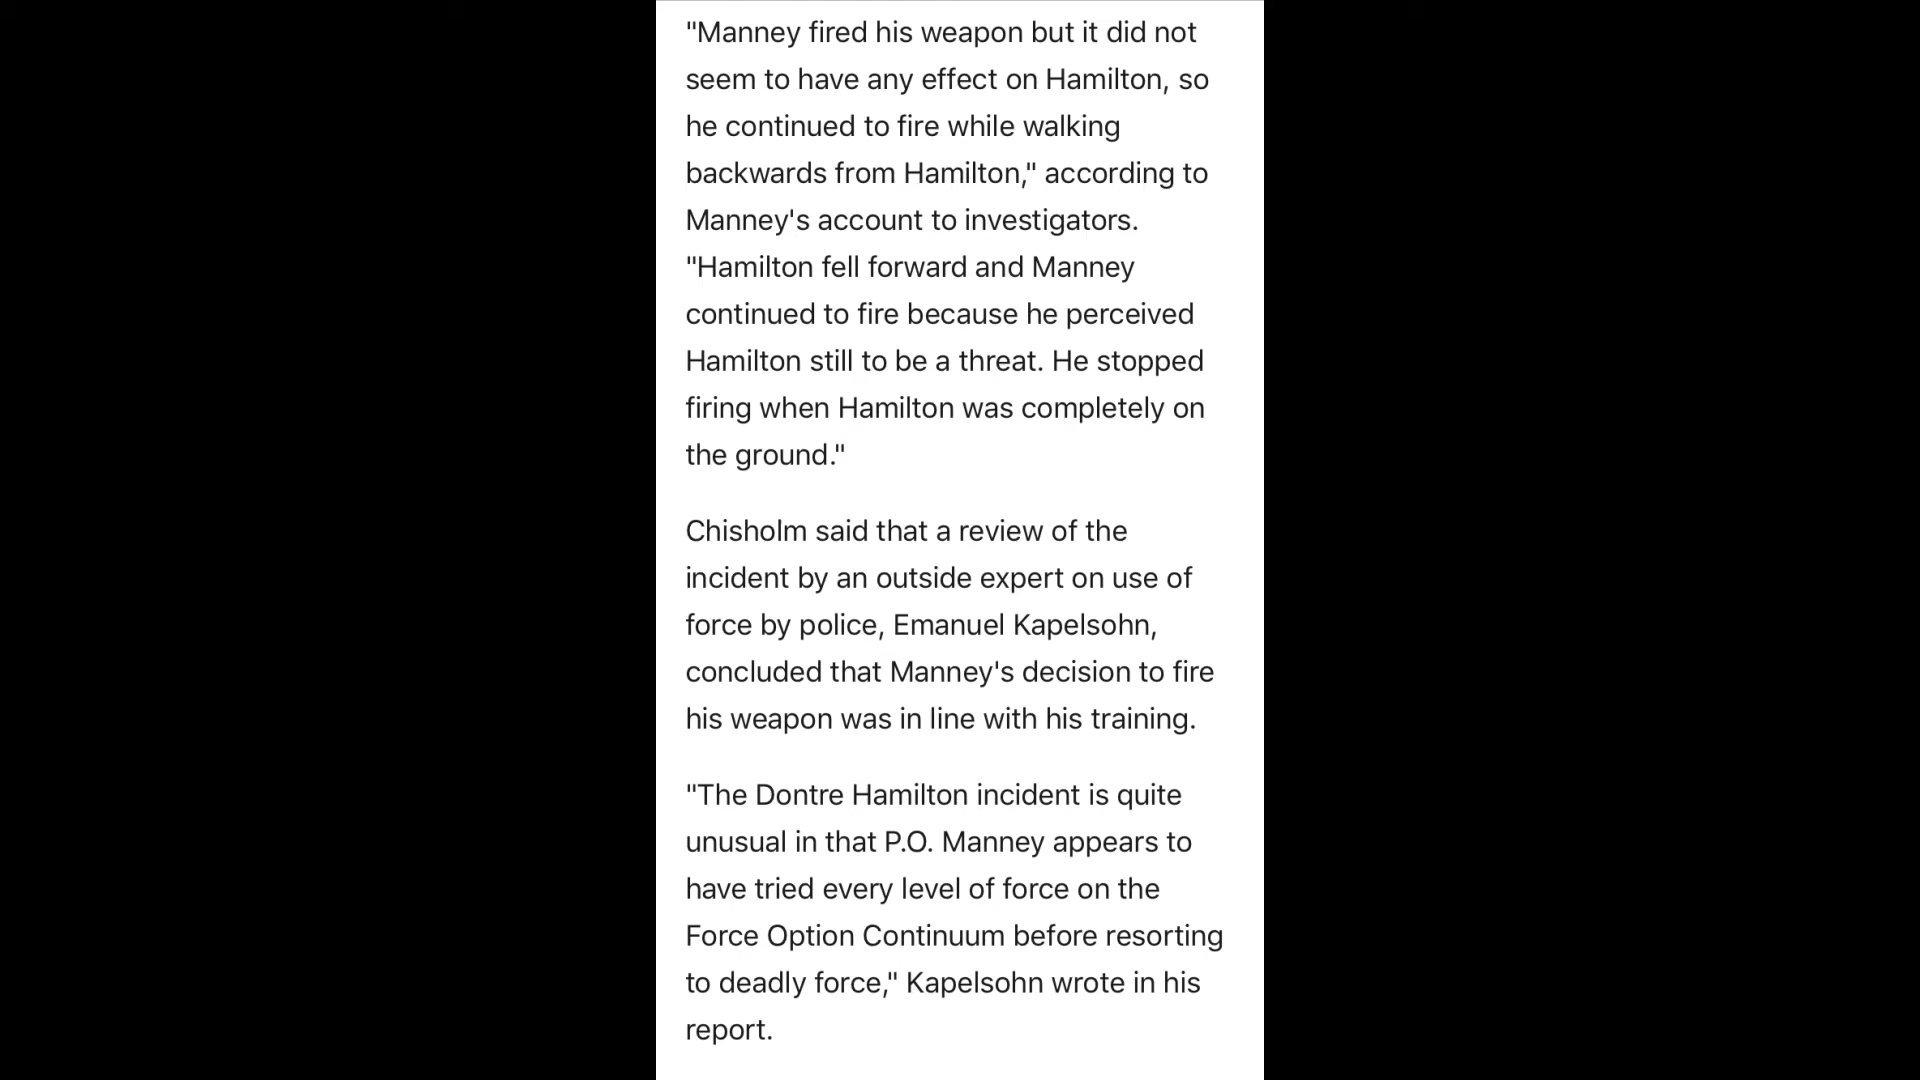 "Manney fired his weapon but it did not
seem to have any effect on Hamilton, so
he continued to fire while walking
backwards from Hamilton," according to
Manney's account to investigators.
"Hamilton fell forward and Manney
continued to fire because he perceived
Hamilton still to be a threat. He stopped
firing when Hamilton was completely on
the ground."
Chisholm said that a review of the
incident by an outside expert on use of
force by police, Emanuel Kapelsohn,
concluded that Manney's decision to fire
his weapon was in line with his training.
"The Dontre Hamilton incident is quite
unusual in that P.O. Manney appears to
have tried every level of force on the
Force Option Continuum before resorting
to deadly force," Kapelsohn wrote in his
report.